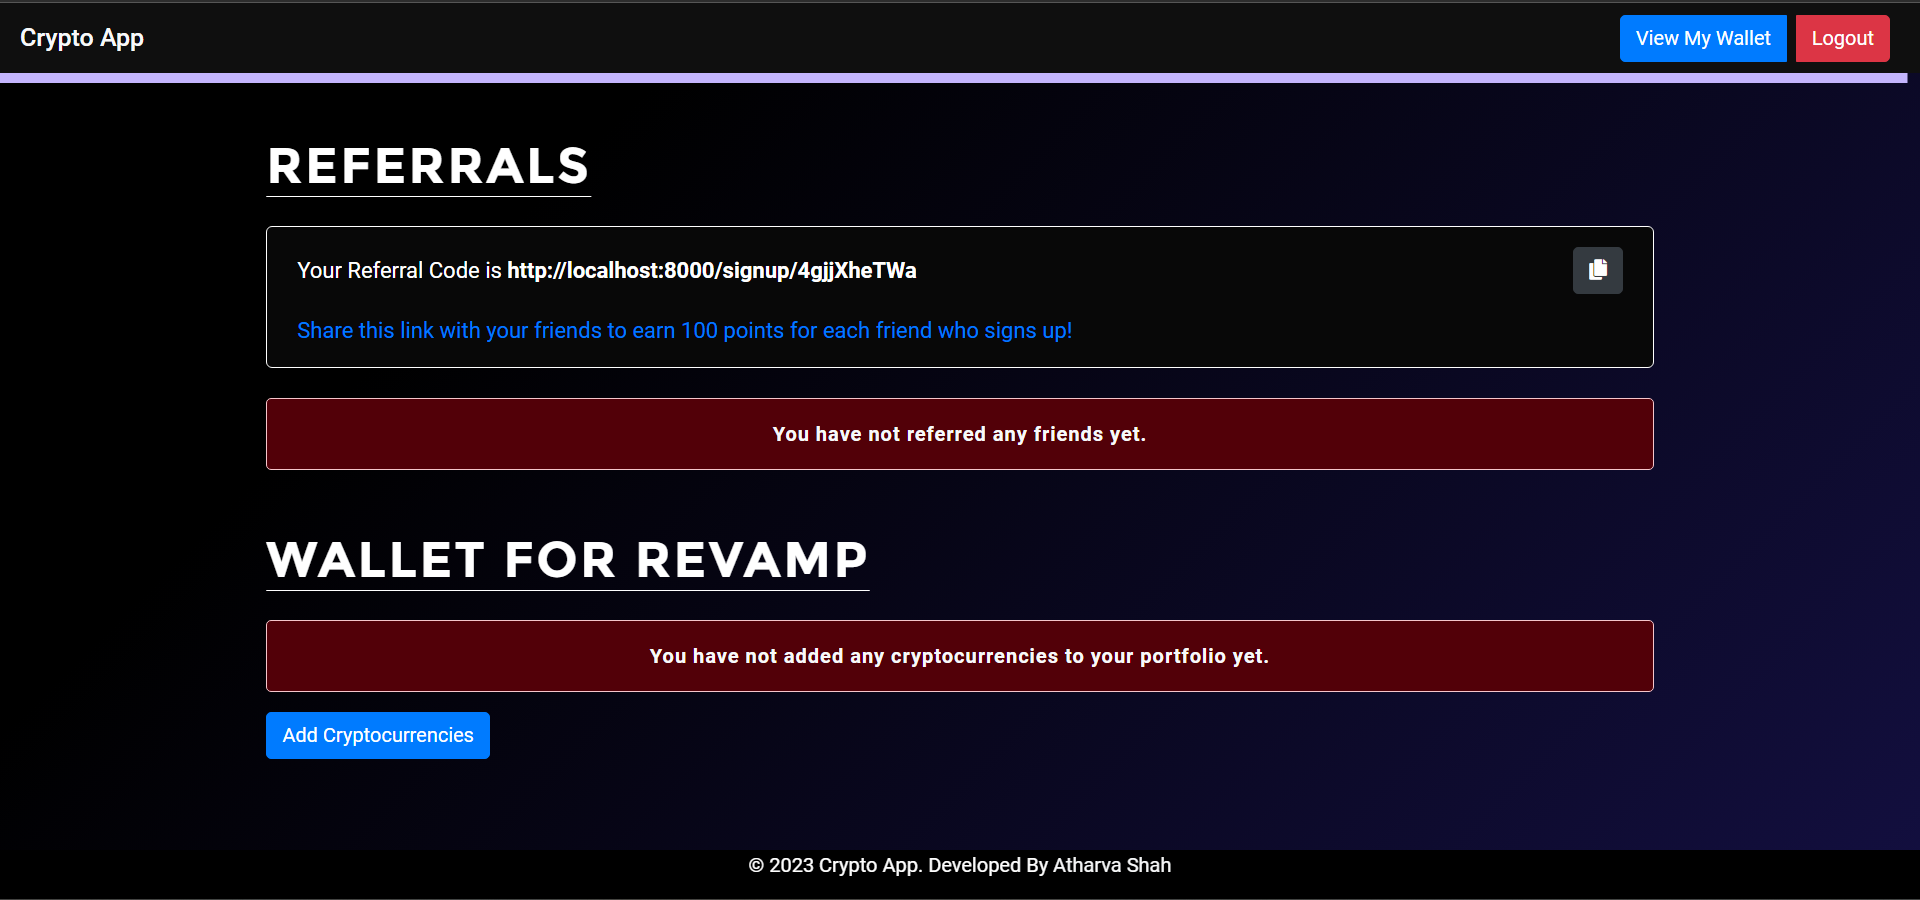 Crypto App
View My Wallet
Logout
REFERRALS
Your Referral Code is http://localhost:8000/signup/4gjjXheTWa
Share this link with your friends to earn 100 points for each friend who signs up!
You have not referred any friends yet.
WALLET FOR REVAMP
You have not added any cryptocurrencies to your portfolio yet.
Add Cryptocurrencies
© 2023 Crypto App. Developed By Atharva Shah